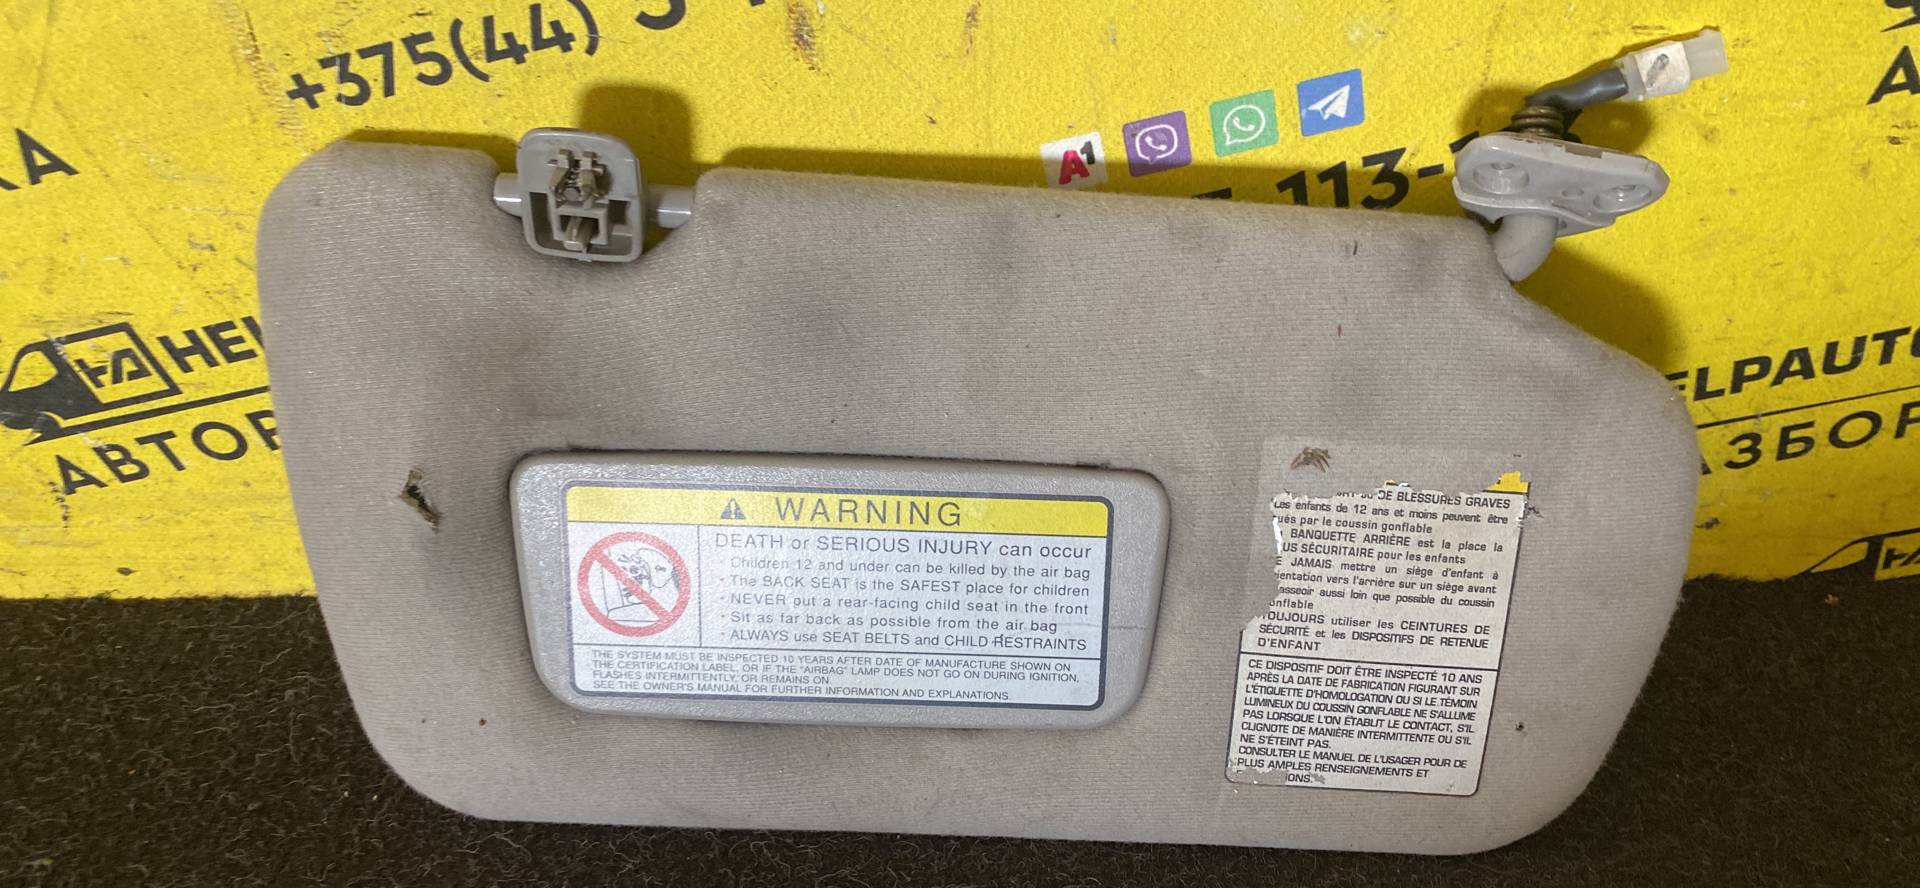 +375(44)
A1
113-
HELPAUTO
АВТОР
ELPAUTO
АЗБОР
WARNING
DEATH or SERIOUS INJURY can occur
· Children 12 and under can be killed by the air bag
· The BACK SEAT is the SAFEST place for children
· NEVER put a rear-facing child seat in the front
· Sit as far back as possible from the air bag
· ALWAYS use SEAT BELTS and CHILD RESTRAINTS
THE SYSTEM MUST BE INSPECTED 10 YEARS AFTER DATE OF MANUFACTURE SHOWN ON
THE CERTIFICATION LABEL, OR IF THE "AIRBAG" LAMP DOES NOT GO ON DURING IGNITION,
FLASHES INTERMITTENTLY, OR REMAINS ON.
SEE THE OWNER'S MANUAL FOR FURTHER INFORMATION AND EXPLANATIONS.
DE BLESSURES GRAVES
Les enfants de 12 ans et moins peuvent être
ués par le coussin gonflable
BANQUETTE ARRIÈRE est la place la
US SÉCURITAIRE pour les enfants
E JAMAIS mettre un siège d'enfant à
ientation vers l'arrière sur un siège avant
asseoir aussi loin que possible du coussin
onflable
TOUJOURS utiliser les CEINTURES DE
SÉCURITÉ et les DISPOSITIFS DE RETENUE
D'ENFANT
CE DISPOSITIF DOIT ÊTRE INSPECTÉ 10 ANS
APRÈS LA DATE DE FABRICATION FIGURANT SUR
L'ÉTIQUETTE D'HOMOLOGATION OU SI LE TÉMOIN
LUMINEUX DU COUSSIN GONFLABLE NE S'ALLUME
PAS LORSQUE L'ON ÉTABLIT LE CONTACT, S'IL
CLIGNOTE DE MANIÈRE INTERMITTENTE OU S'IL
NE S'ÉTEINT PAS.
CONSULTER LE MANUEL DE L'USAGER POUR DE
PLUS AMPLES RENSEIGNEMENTS ET
IONS.